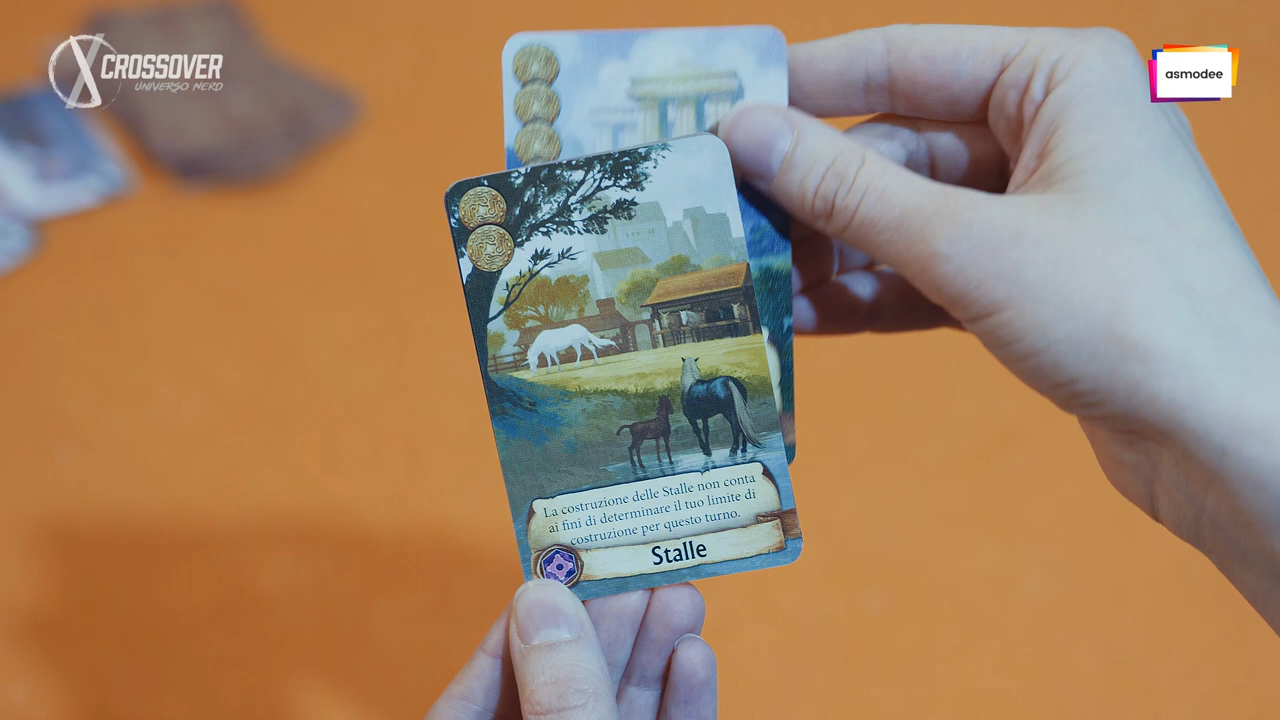 CROSSOVER
UNIVERSO NERD
asmodee
La costruzione delle Stalle non conta
ai fini di determinare il tuo limite di
costruzione per questo turno.
Stalle